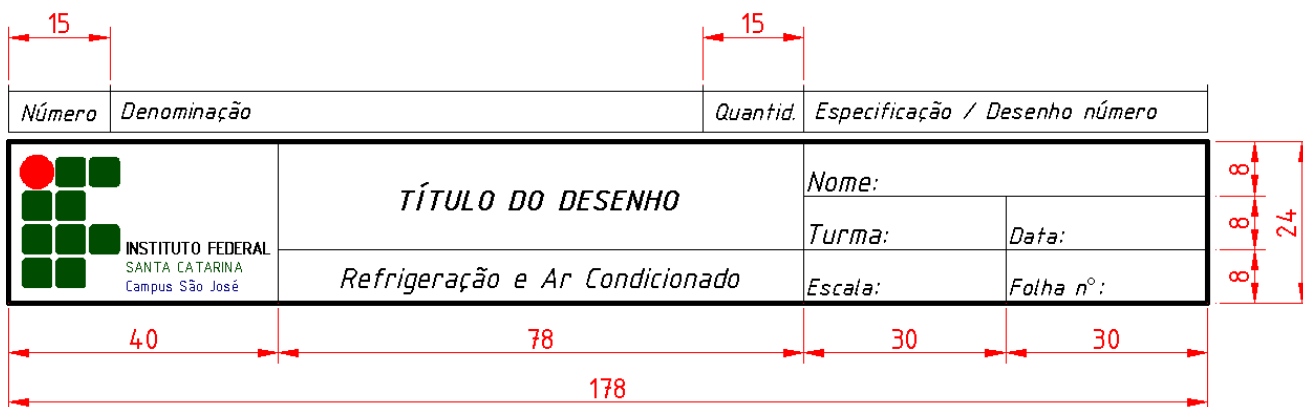 15 15
Número Denominação Quantid. Especificação / Desenho número
Nome:
8
TÍTULO DO DESENHO
Turma: Data:
8 24
INSTITUTO FEDERAL
SANTA CATARINA
Campus São José
Refrigeração e Ar Condicionado
Escala: Folha n°:
8
40 78 30 30
178